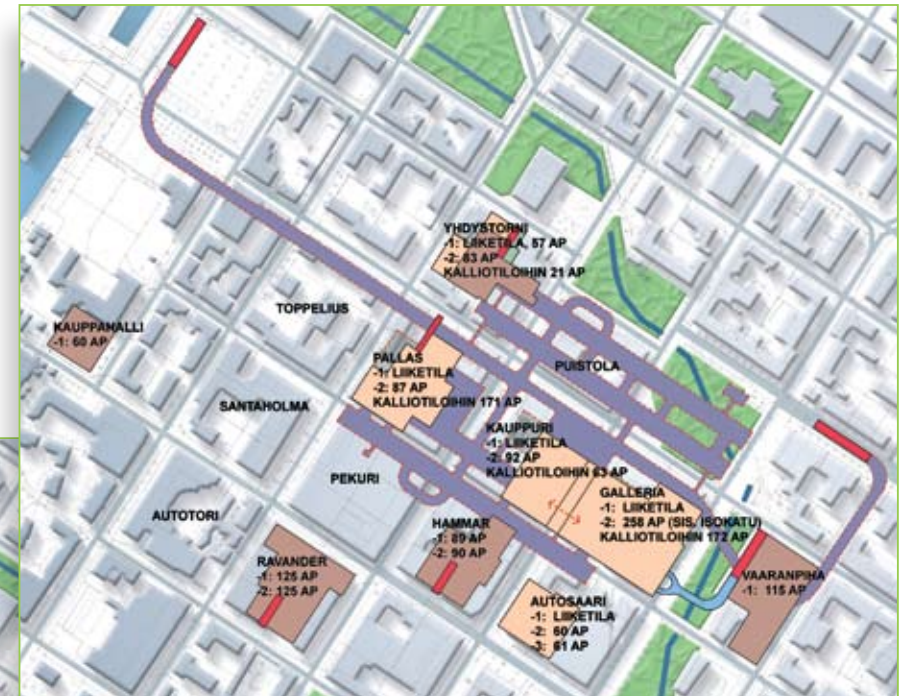 YHDYSTORNI
-1: LIIKETILA, 57 AP
-2: 83 AP
KALLIOTILOIHIN 21 AP
TOPPELIUS
KAUPPAHALLI
-1: 60 AP
PALLAS
-1: LIIKETILA
-2: 87 AP
KALLIOTILOIHIN 171 AP
PUISTOLA
SANTAHOLMA
KAUPPURI
-1: LIIKETILA
-2: 92 AP
KALLIOTILOIHIN 63 AP
PEKURI
GALLERIA
-1: LIIKETILA
-2: 258 AP (SIS. ISOKATU)
KALLIOTILOIHIN 172 AP
AUTOTORI
HAMMAR
-1: 89 AP
-2: 90 AP
RAVANDER
-1: 125 AP
-2: 125 AP
VAARANPIHA
-1: 115 AP
AUTOSAARI
-1: LIIKETILA
-2: 60 AP
-3: 61 AP